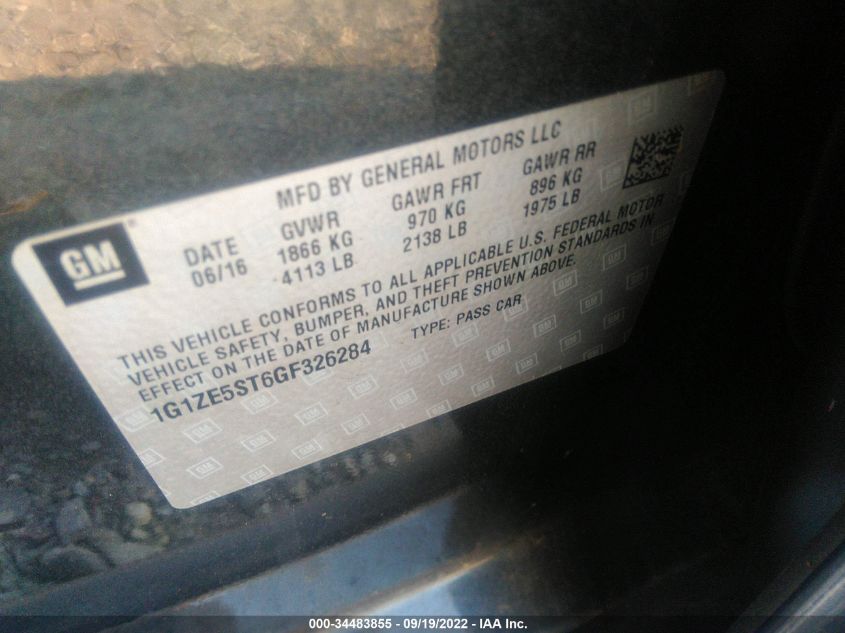 GM
MFD BY GENERAL MOTORS LLC
DATE GVWR GAWR FRT GAWR RR
06/16 1866 KG 970 KG 896 KG
4113 LB 2138 LB 1975 LB
THIS VEHICLE CONFORMS TO ALL APPLICABLE U.S. FEDERAL MOTOR
VEHICLE SAFETY, BUMPER, AND THEFT PREVENTION STANDARDS IN
EFFECT ON THE DATE OF MANUFACTURE SHOWN ABOVE.
1G1ZE5ST6GF326284 TYPE: PASS CAR
000-34483855 - 09/19/2022 - IAA Inc.